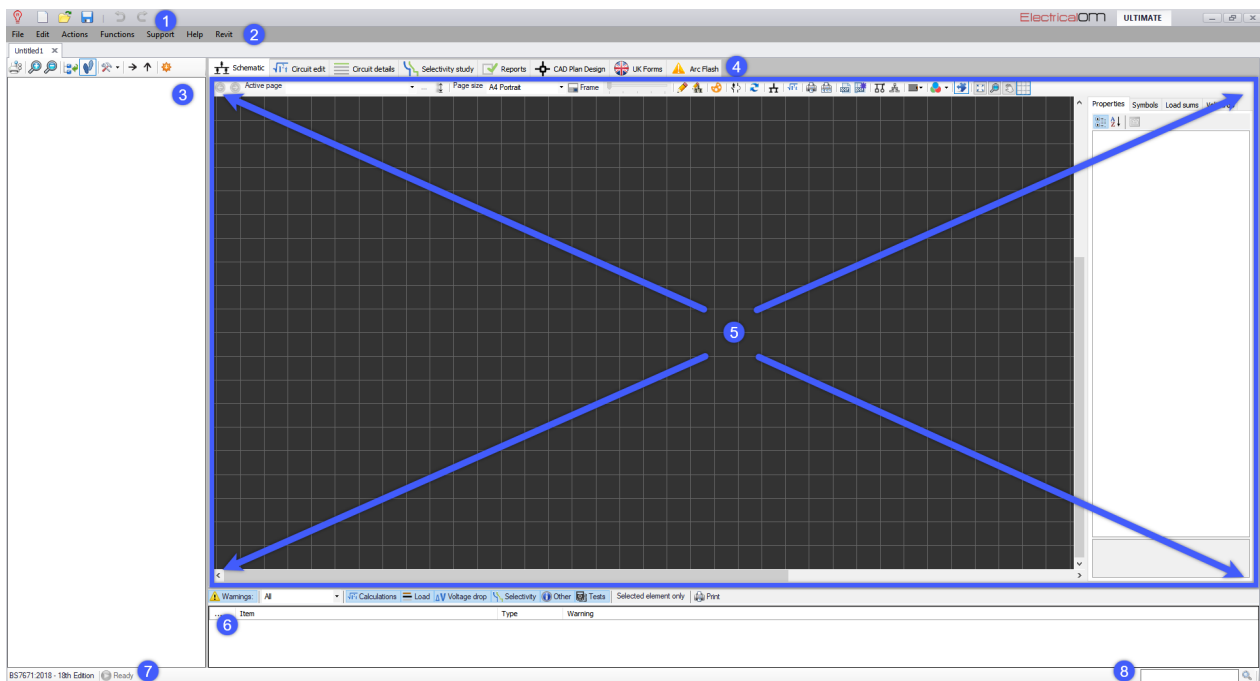 1
ElectricalOM ULTIMATE
File Edit Actions Functions Support Help Revit 2
Untitled1
3
Schematic Circuit edit Circuit details Selectivity study Reports CAD Plan Design UK Forms Arc Flash 4
Active page Page size A4 Portrait Frame
Properties Symbols Load sums
5
Warnings: All Calculations Load ΔV Voltage drop Selectivity Other Tests Selected element only Print
... Item Type Warning
6
BS7671:2018 - 18th Edition Ready 7
8